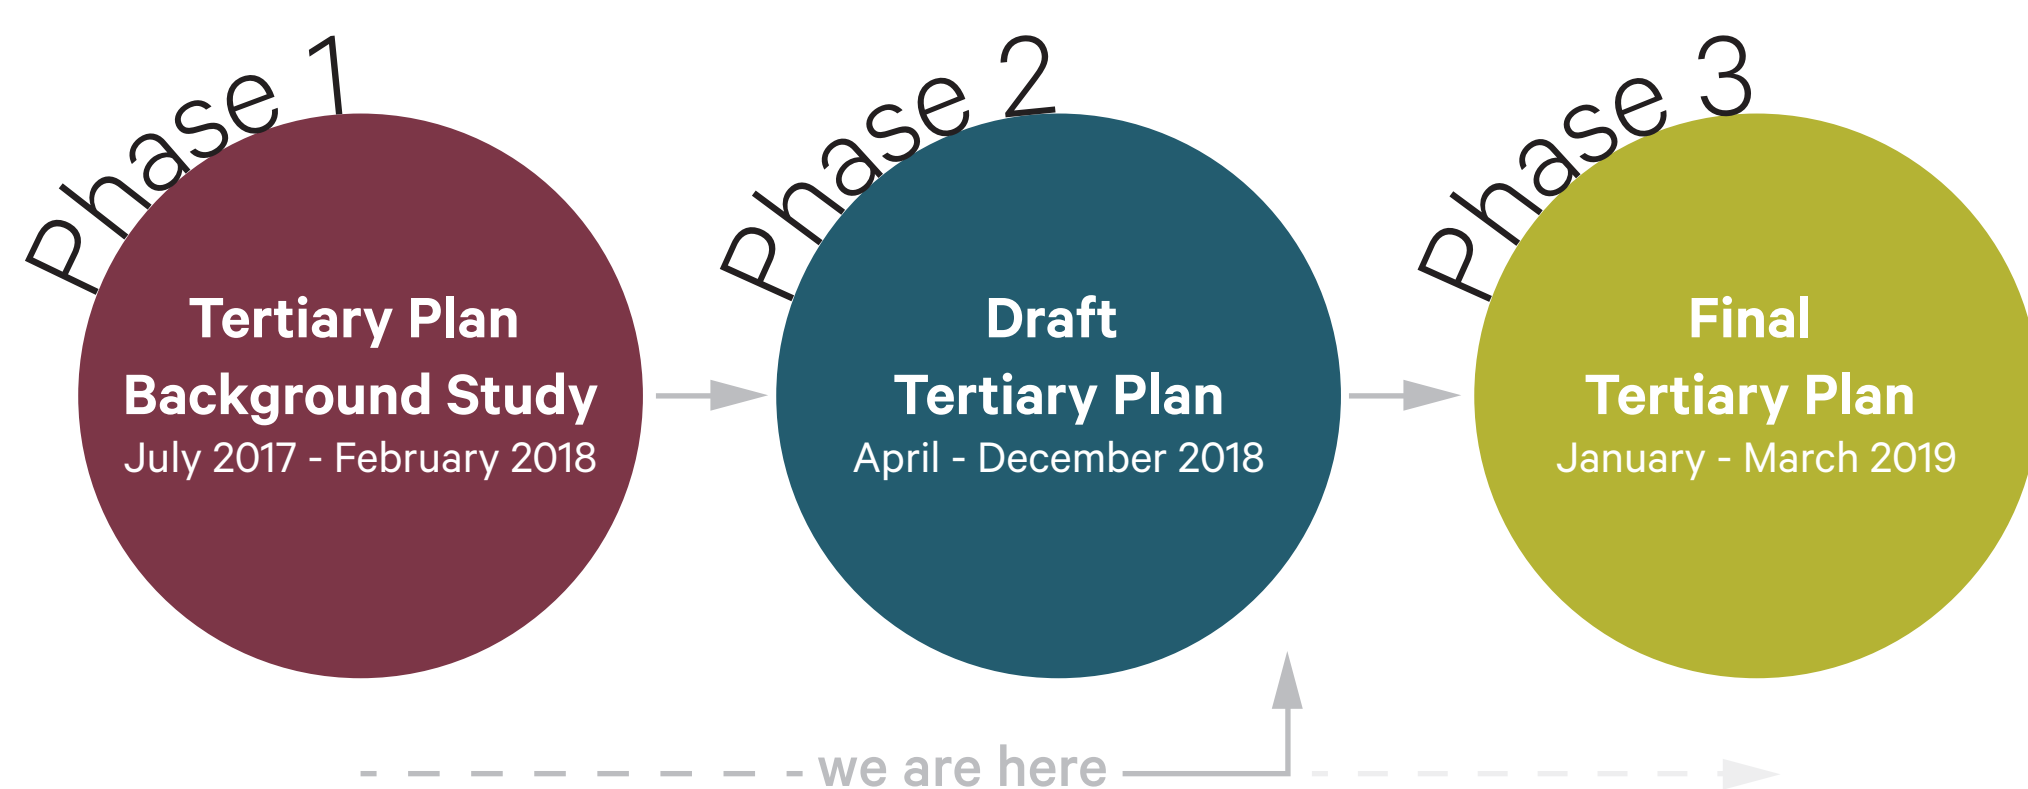 Phase 1
Tertiary Plan
Background Study
July 2017 - February 2018
Phase 2
Draft
Tertiary Plan
April - December 2018
Phase 3
Final
Tertiary Plan
January - March 2019
we are here